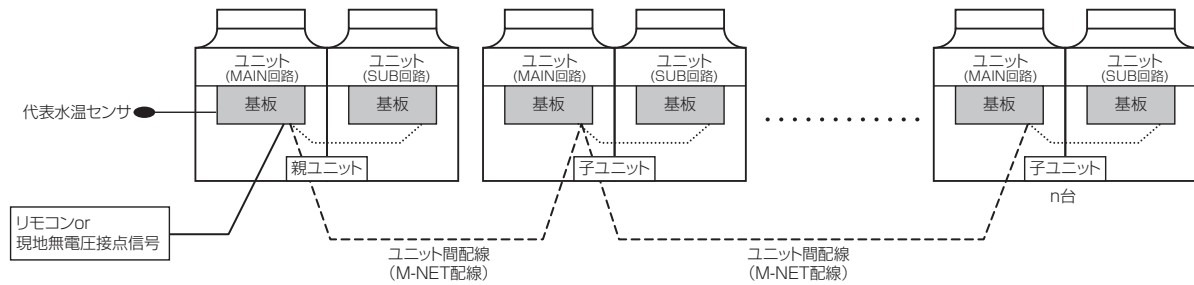 ユニット
(MAIN回路)
ユニット
(SUB回路)
基板
基板
親ユニット
ユニット
(MAIN回路)
ユニット
(SUB回路)
基板
基板
子ユニット
ユニット
(MAIN回路)
ユニット
(SUB回路)
基板
基板
子ユニット
n台
代表水温センサ
リモコンor
現地無電圧接点信号
ユニット間配線
(M-NET配線)
ユニット間配線
(M-NET配線)